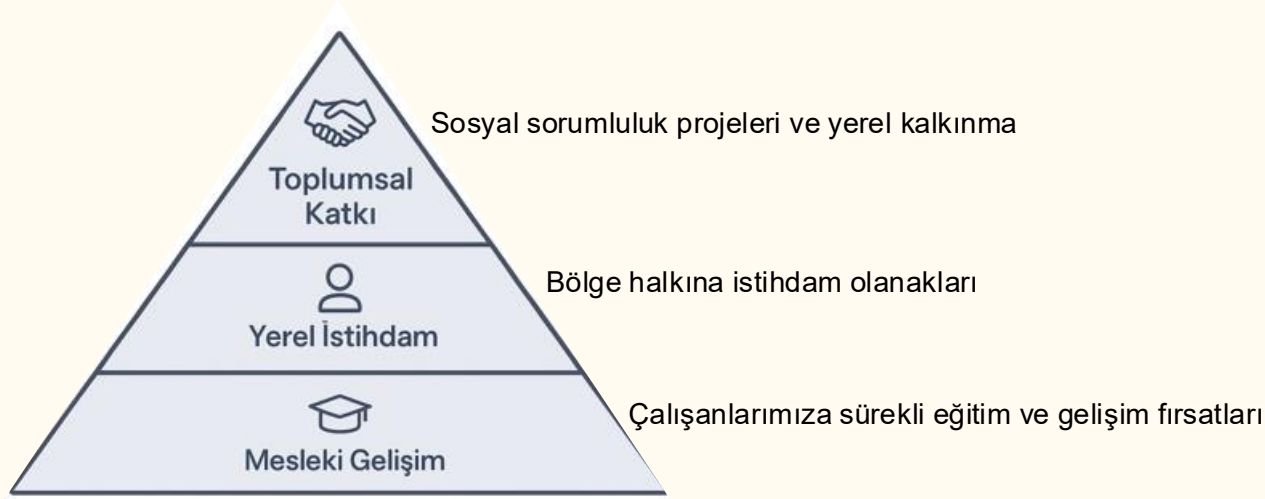 Toplumsal
Katkı
Sosyal sorumluluk projeleri ve yerel kalkınma
Yerel İstihdam
Bölge halkına istihdam olanakları
Mesleki Gelişim
Çalışanlarımıza sürekli eğitim ve gelişim fırsatları